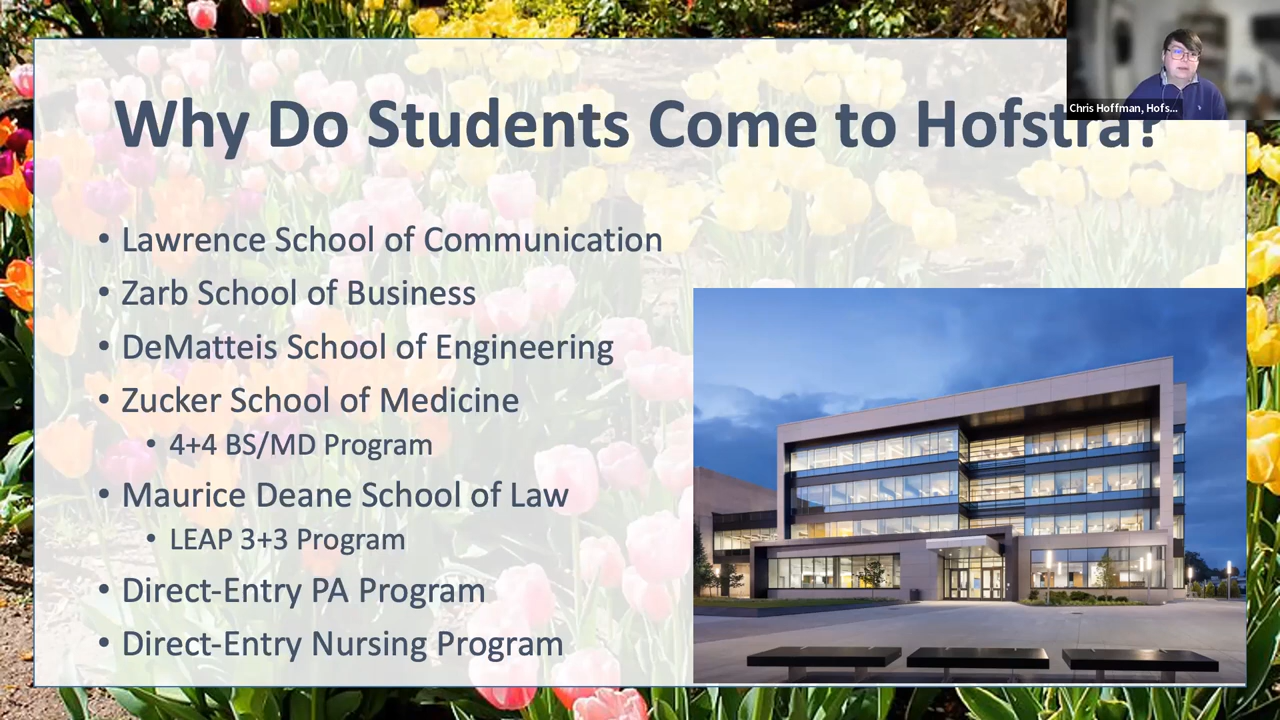 Why Do Students Come to Hofstra?
Chris Hoffman, Hofs...
• Lawrence School of Communication
• Zarb School of Business
• DeMatteis School of Engineering
• Zucker School of Medicine
• 4+4 BS/MD Program
• Maurice Deane School of Law
• LEAP 3+3 Program
• Direct-Entry PA Program
• Direct-Entry Nursing Program